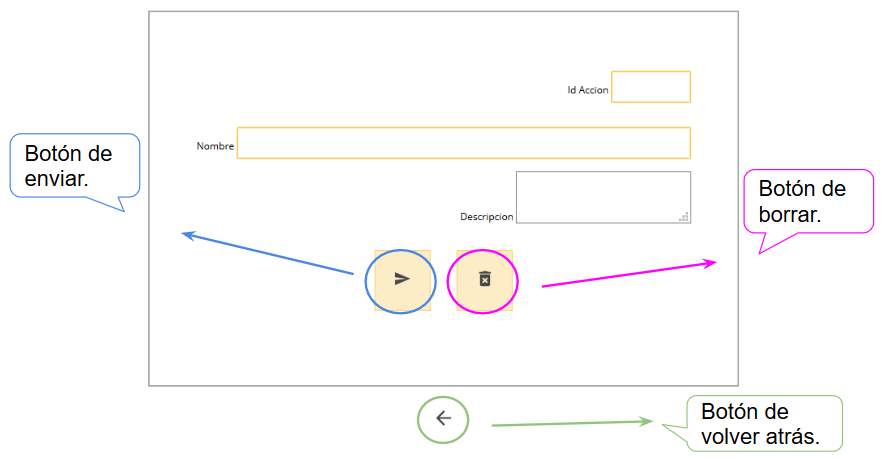 Id Accion
Nombre
Botón de
enviar.
Botón de
borrar.
Descripcion
Botón de
volver atrás.